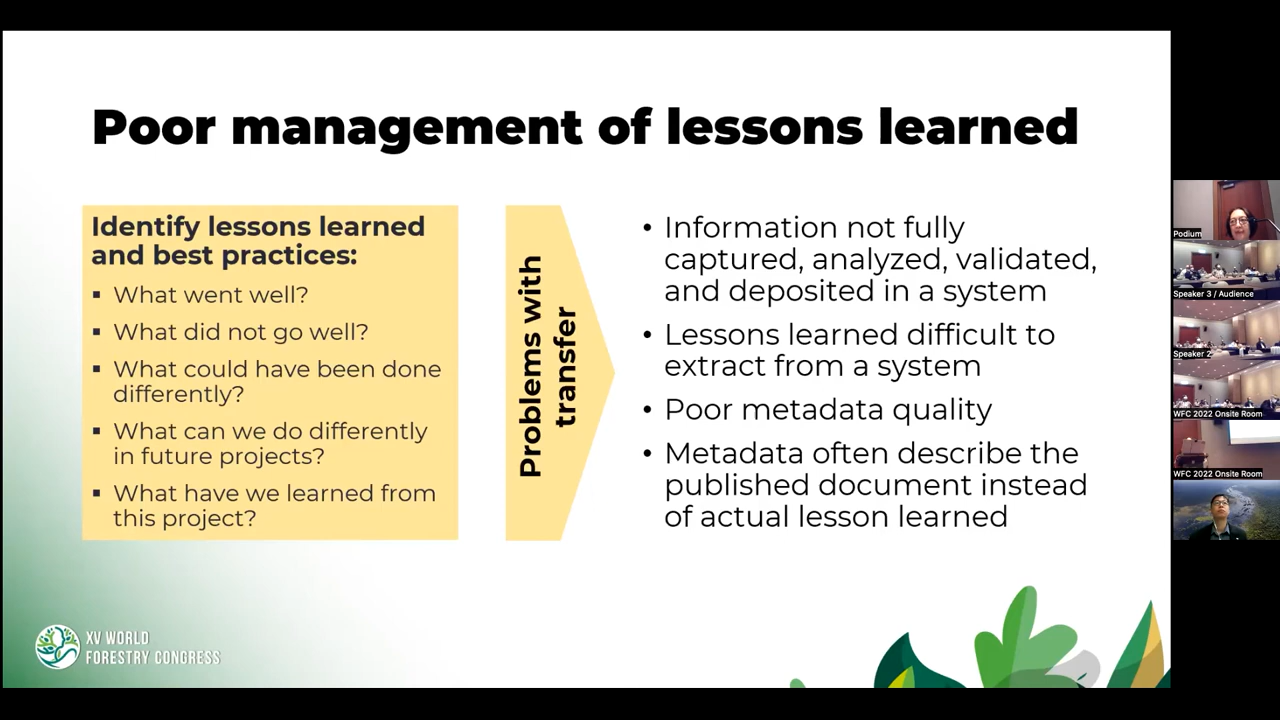 Poor management of lessons learned
Identify lessons learned
and best practices:
▪ What went well?
▪ What did not go well?
▪ What could have been done
differently?
▪ What can we do differently
in future projects?
▪ What have we learned from
this project?
Problems with
transfer
• Information not fully
captured, analyzed, validated,
and deposited in a system
• Lessons learned difficult to
extract from a system
• Poor metadata quality
• Metadata often describe the
published document instead
of actual lesson learned
XV WORLD
FORESTRY CONGRESS
Podium
Speaker 3 / Audience
Speaker 2
WFC 2022 Onsite Room
WFC 2022 Onsite Room